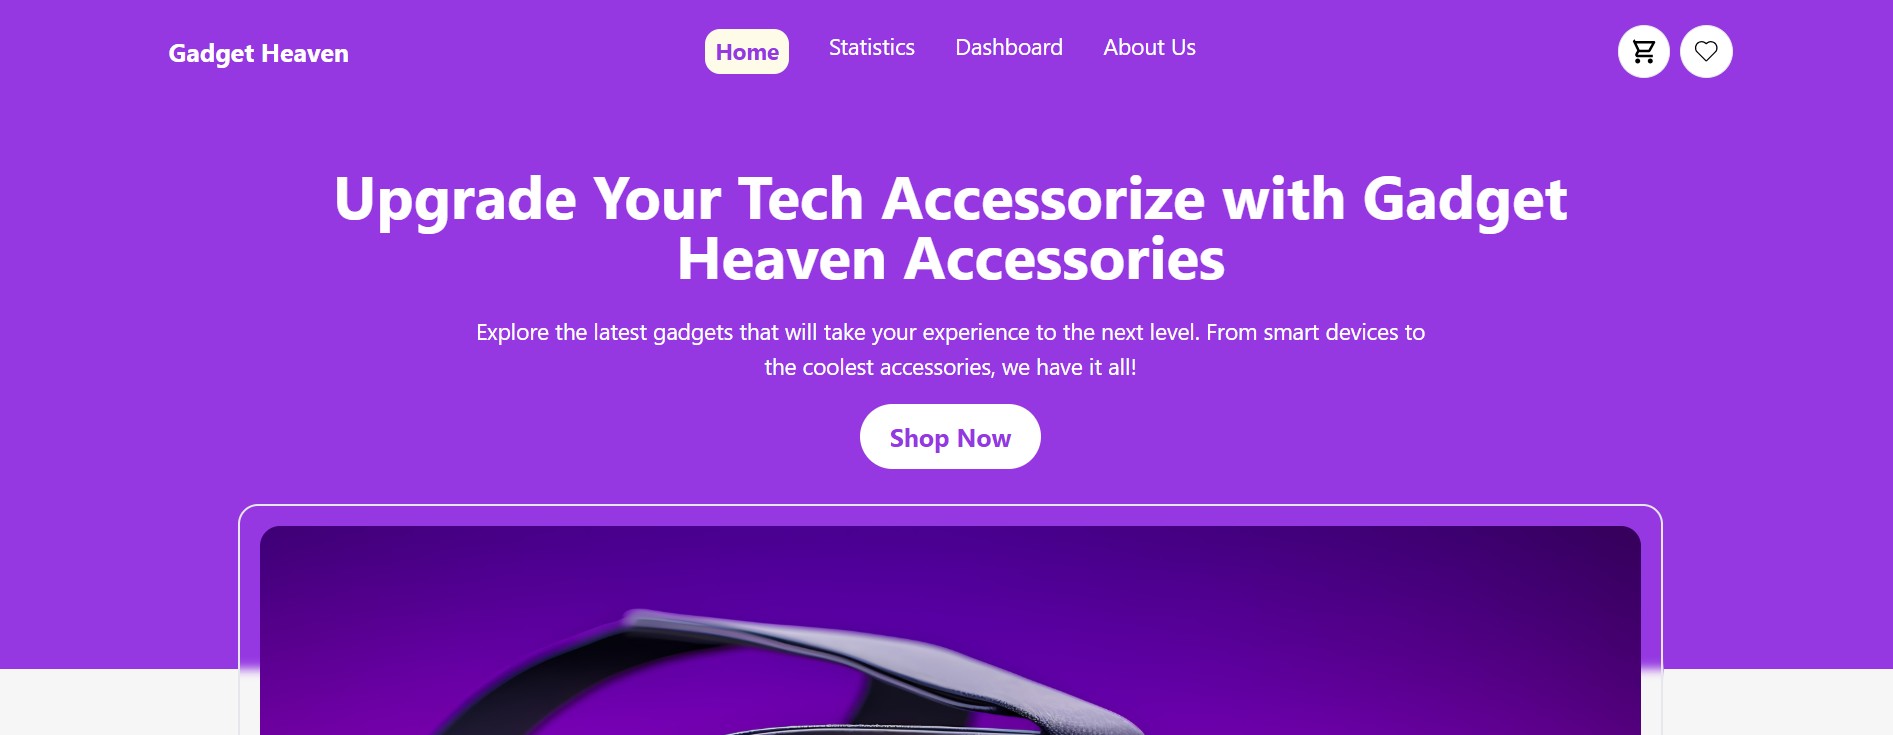 Gadget Heaven
Home
Statistics
Dashboard
About Us
Upgrade Your Tech Accessorize with Gadget
Heaven Accessories
Explore the latest gadgets that will take your experience to the next level. From smart devices to
the coolest accessories, we have it all!
Shop Now